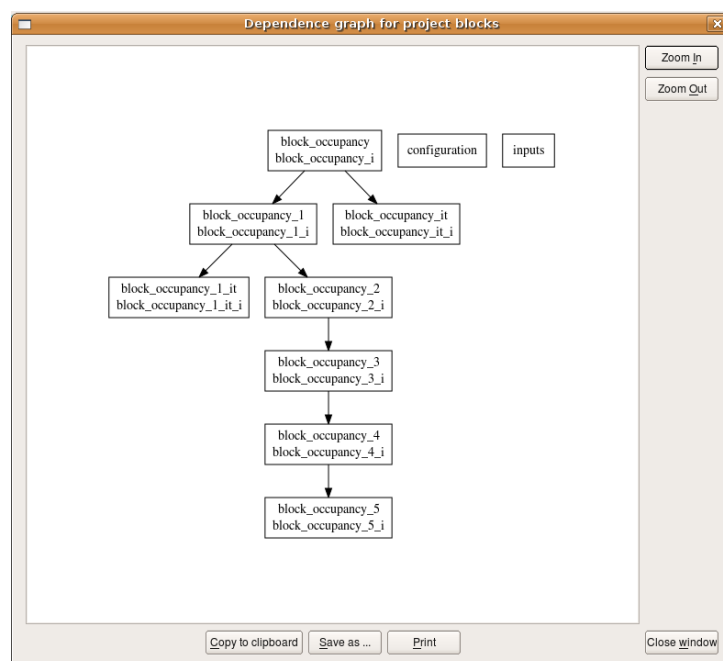 Dependence graph for project blocks
Zoom In
Zoom Out
block_occupancy
block_occupancy_i
configuration
inputs
block_occupancy_1
block_occupancy_1_i
block_occupancy_it
block_occupancy_it_i
block_occupancy_1_it
block_occupancy_1_it_i
block_occupancy_2
block_occupancy_2_i
block_occupancy_3
block_occupancy_3_i
block_occupancy_4
block_occupancy_4_i
block_occupancy_5
block_occupancy_5_i
Copy to clipboard
Save as ...
Print
Close window